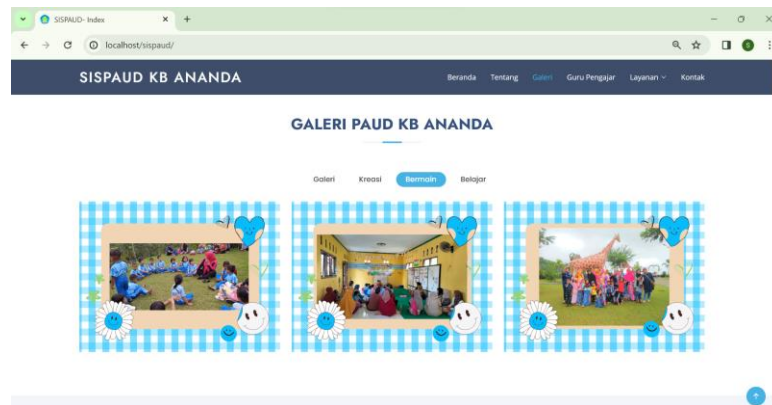 SISPAUD- Index
localhost/sispaud/
SISPAUD KB ANANDA
Beranda Tentang Galeri Guru Pengajar Layanan Kontak
GALERI PAUD KB ANANDA
Galeri Kreasi Bermain Belajar